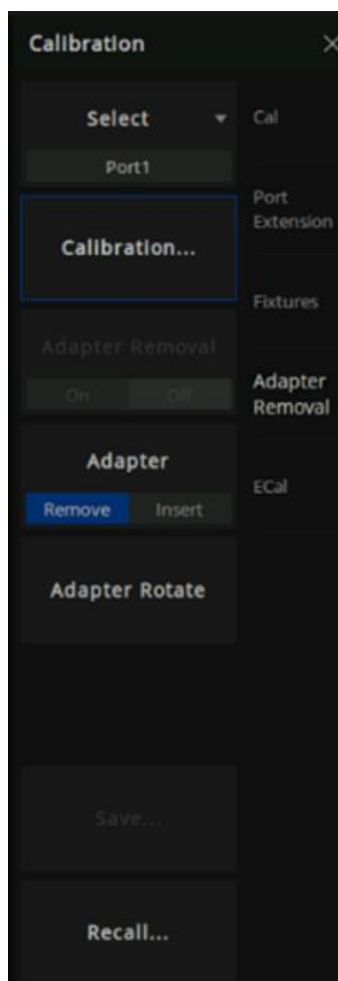 Calibration
Select
Port1
Calibration...
Adapter Removal
On Off
Adapter
Remove Insert
Adapter Rotate
Save...
Recall...
Cal
Port
Extension
Fixtures
Adapter
Removal
ECal